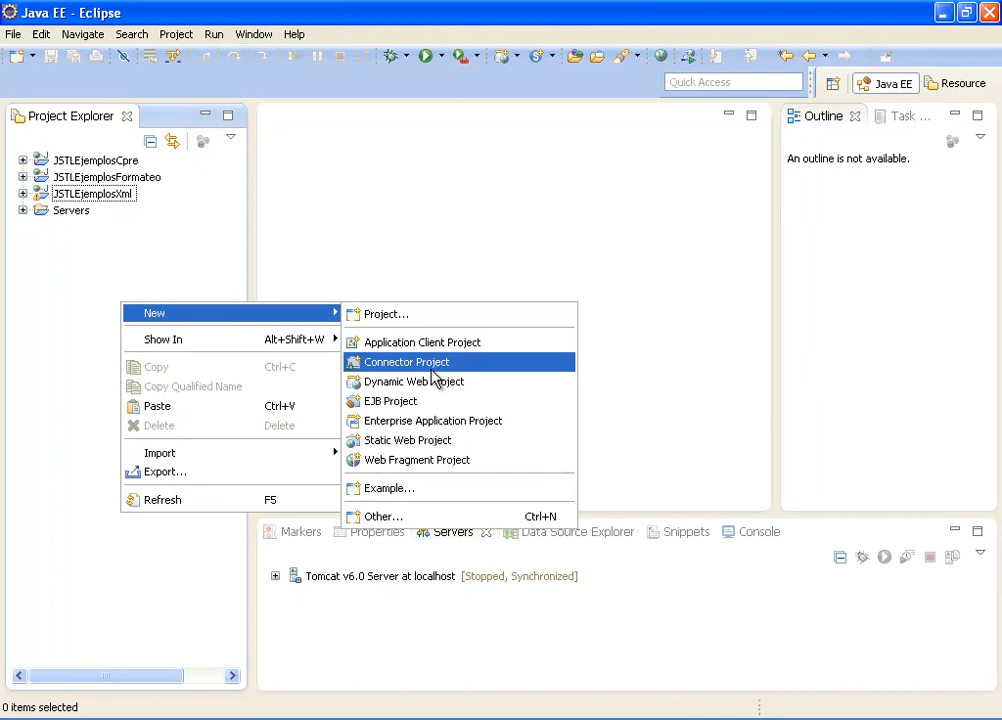 Java EE - Eclipse
File Edit Navigate Search Project Run Window Help
Quick Access
Java EE
Resource
Project Explorer
JSTLEjemplosCpre
JSTLEjemplosFormateo
JSTLEjemplosXml
Servers
Outline
Task ...
An outline is not available.
New
Show In Alt+Shift+W
Copy Ctrl+C
Copy Qualified Name
Paste Ctrl+V
Delete Delete
Import
Export...
Refresh F5
Project...
Application Client Project
Connector Project
Dynamic Web Project
EJB Project
Enterprise Application Project
Static Web Project
Web Fragment Project
Example...
Other... Ctrl+N
Markers
Properties
Servers
Data Source Explorer
Snippets
Console
Tomcat v6.0 Server at localhost [Stopped, Synchronized]
0 items selected